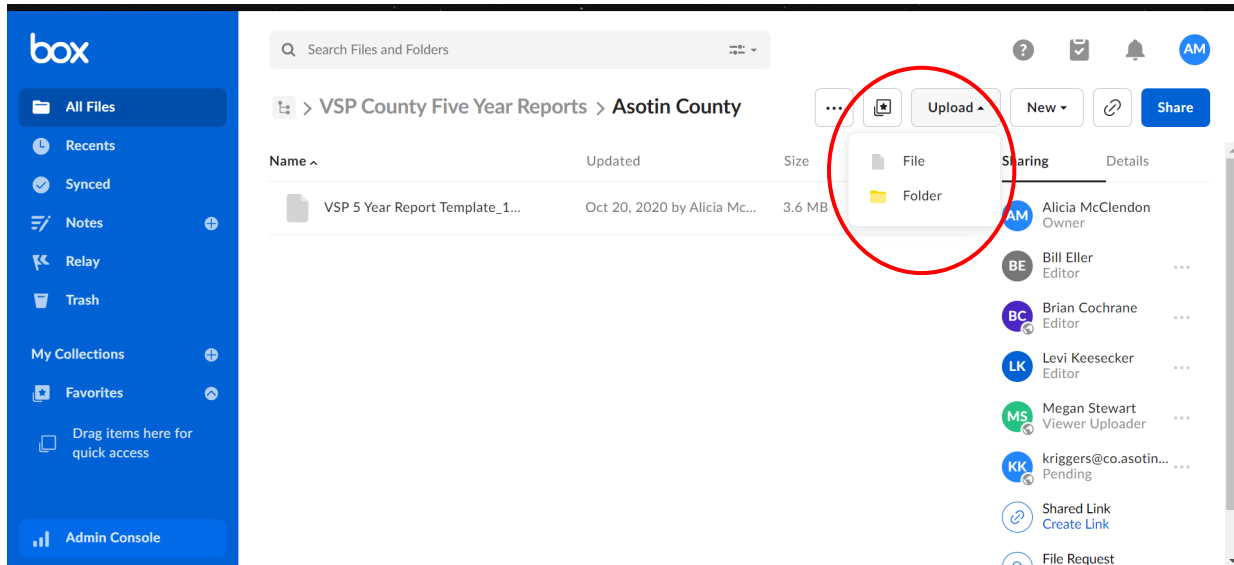 box
Search Files and Folders
AM
All Files
Recents
Synced
Notes
Relay
Trash
My Collections
Favorites
Drag items here for
quick access
Admin Console
VSP County Five Year Reports > Asotin County
Upload
New
Share
File
Folder
Name
Updated
Size
VSP 5 Year Report Template_1...
Oct 20, 2020 by Alicia Mc...
3.6 MB
Sharing
Details
AM
Alicia McClendon
Owner
BE
Bill Eller
Editor
BC
Brian Cochrane
Editor
LK
Levi Keesecker
Editor
MS
Megan Stewart
Viewer Uploader
KK
kriggers@co.asotin...
Pending
Shared Link
Create Link
File Request